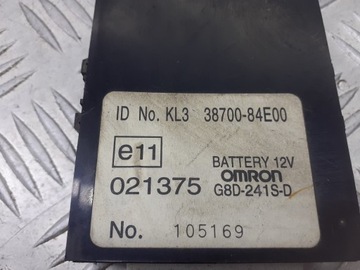 ID No. KL3 38700-84E00
e11
BATTERY 12V
OMRON
021375 G8D-241S-D
No. 105169